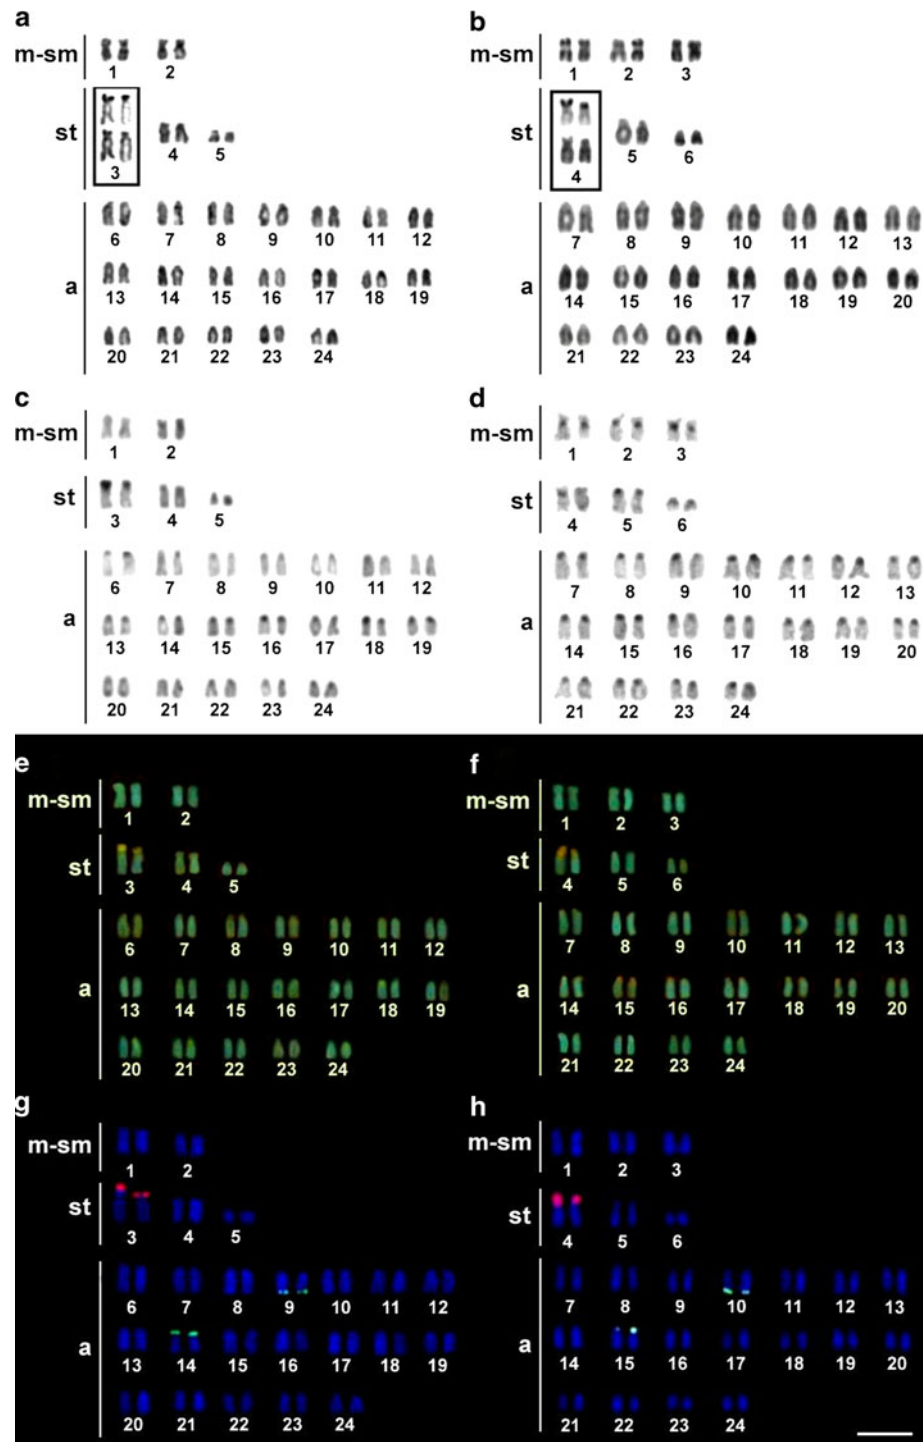 a
m-sm
1 2
st
3 4 5
a
6 7 8 9 10 11 12
13 14 15 16 17 18 19
20 21 22 23 24
b
m-sm
1 2 3
st
4 5 6
a
7 8 9 10 11 12 13
14 15 16 17 18 19 20
21 22 23 24
c
m-sm
1 2
st
3 4 5
a
6 7 8 9 10 11 12
13 14 15 16 17 18 19
20 21 22 23 24
d
m-sm
1 2 3
st
4 5 6
a
7 8 9 10 11 12 13
14 15 16 17 18 19 20
21 22 23 24
e
m-sm
1 2
st
3 4 5
a
6 7 8 9 10 11 12
13 14 15 16 17 18 19
20 21 22 23 24
f
m-sm
1 2 3
st
4 5 6
a
7 8 9 10 11 12 13
14 15 16 17 18 19 20
21 22 23 24
g
m-sm
1 2
st
3 4 5
a
6 7 8 9 10 11 12
13 14 15 16 17 18 19
20 21 22 23 24
h
m-sm
1 2 3
st
4 5 6
a
7 8 9 10 11 12 13
14 15 16 17 18 19 20
21 22 23 24